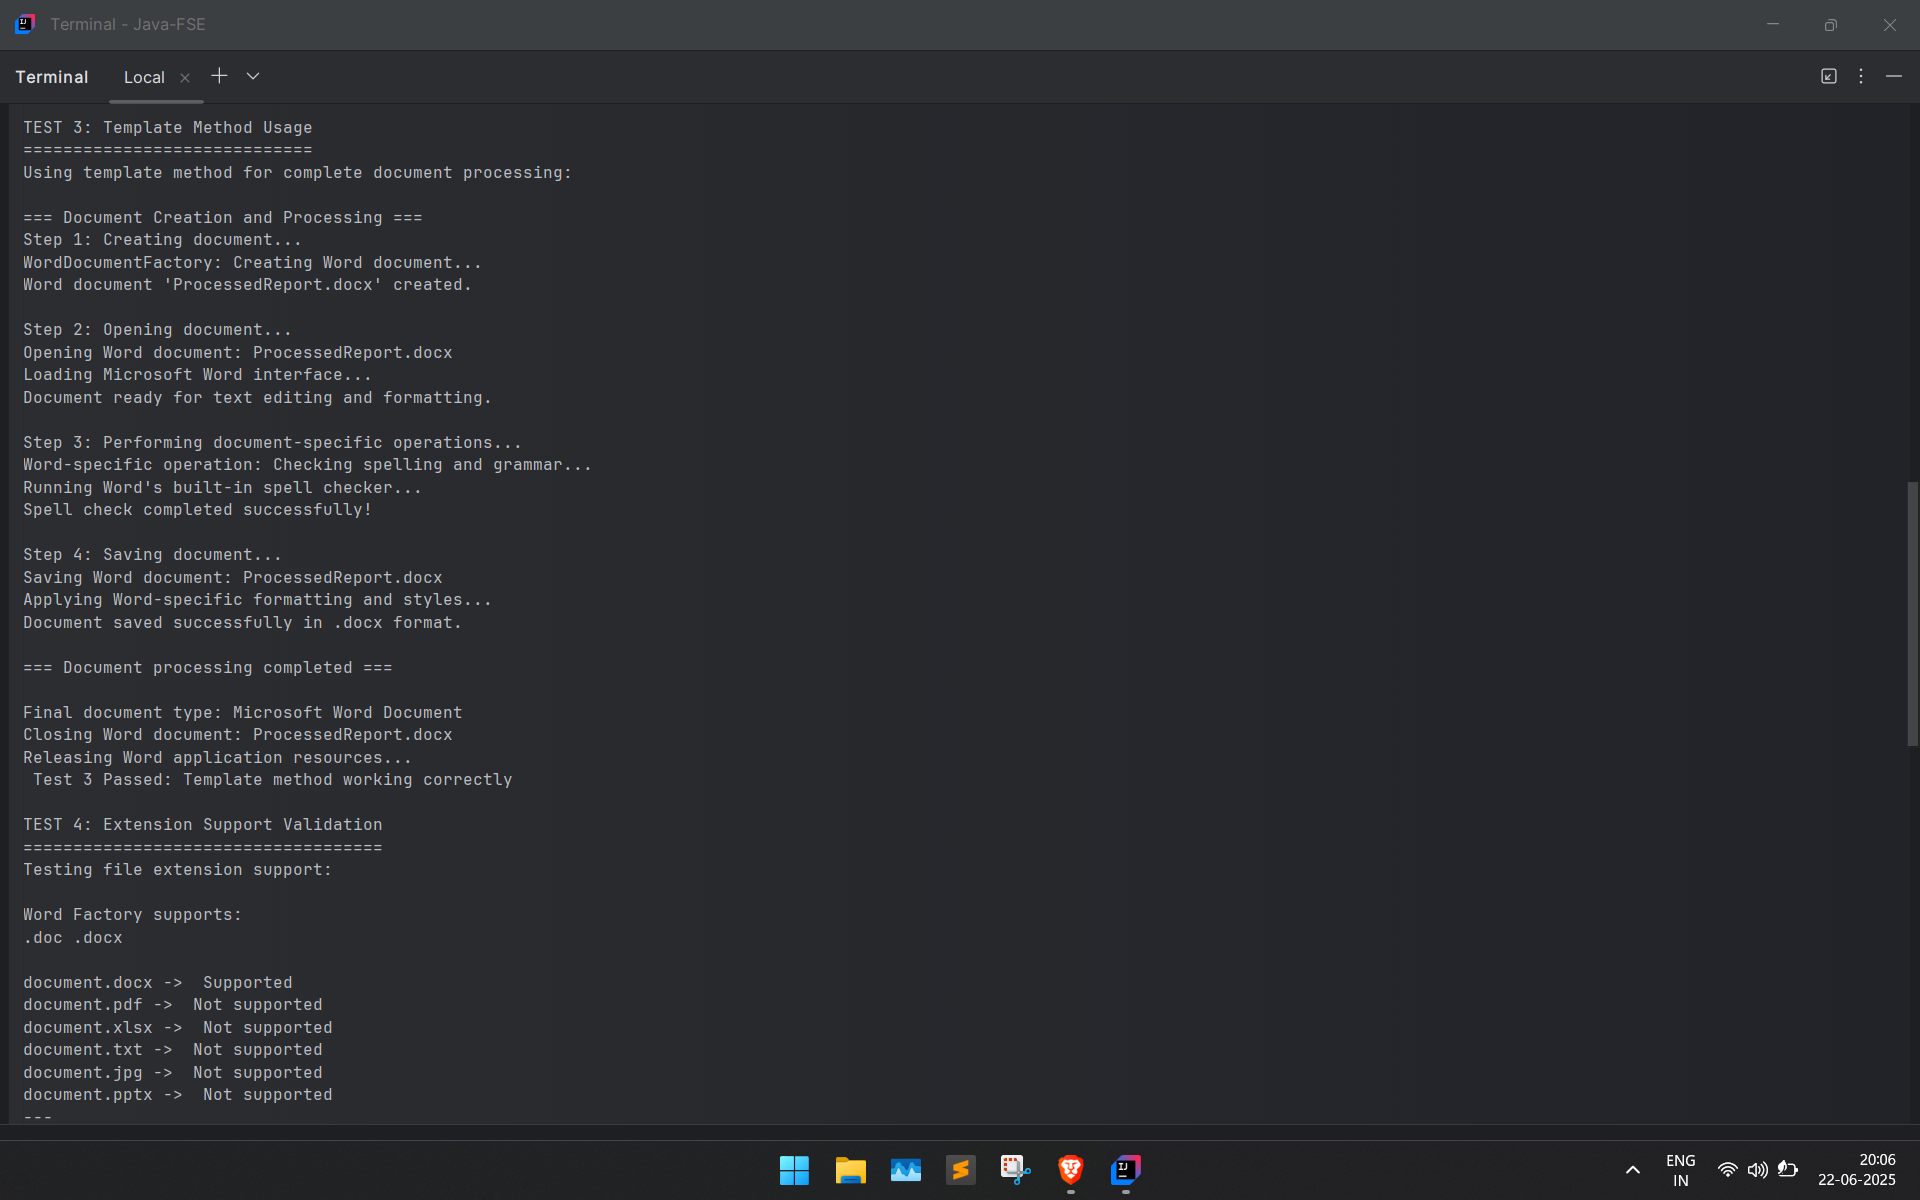 Terminal - Java-FSE
Terminal Local
TEST 3: Template Method Usage
=============================
Using template method for complete document processing:
=== Document Creation and Processing ===
Step 1: Creating document...
WordDocumentFactory: Creating Word document...
Word document 'ProcessedReport.docx' created.
Step 2: Opening document...
Opening Word document: ProcessedReport.docx
Loading Microsoft Word interface...
Document ready for text editing and formatting.
Step 3: Performing document-specific operations...
Word-specific operation: Checking spelling and grammar...
Running Word's built-in spell checker...
Spell check completed successfully!
Step 4: Saving document...
Saving Word document: ProcessedReport.docx
Applying Word-specific formatting and styles...
Document saved successfully in .docx format.
=== Document processing completed ===
Final document type: Microsoft Word Document
Closing Word document: ProcessedReport.docx
Releasing Word application resources...
 Test 3 Passed: Template method working correctly
TEST 4: Extension Support Validation
====================================
Testing file extension support:
Word Factory supports:
.doc .docx
document.docx ->  Supported
document.pdf ->  Not supported
document.xlsx ->  Not supported
document.txt ->  Not supported
document.jpg ->  Not supported
document.pptx ->  Not supported
---
ENG
IN
20:06
22-06-2025